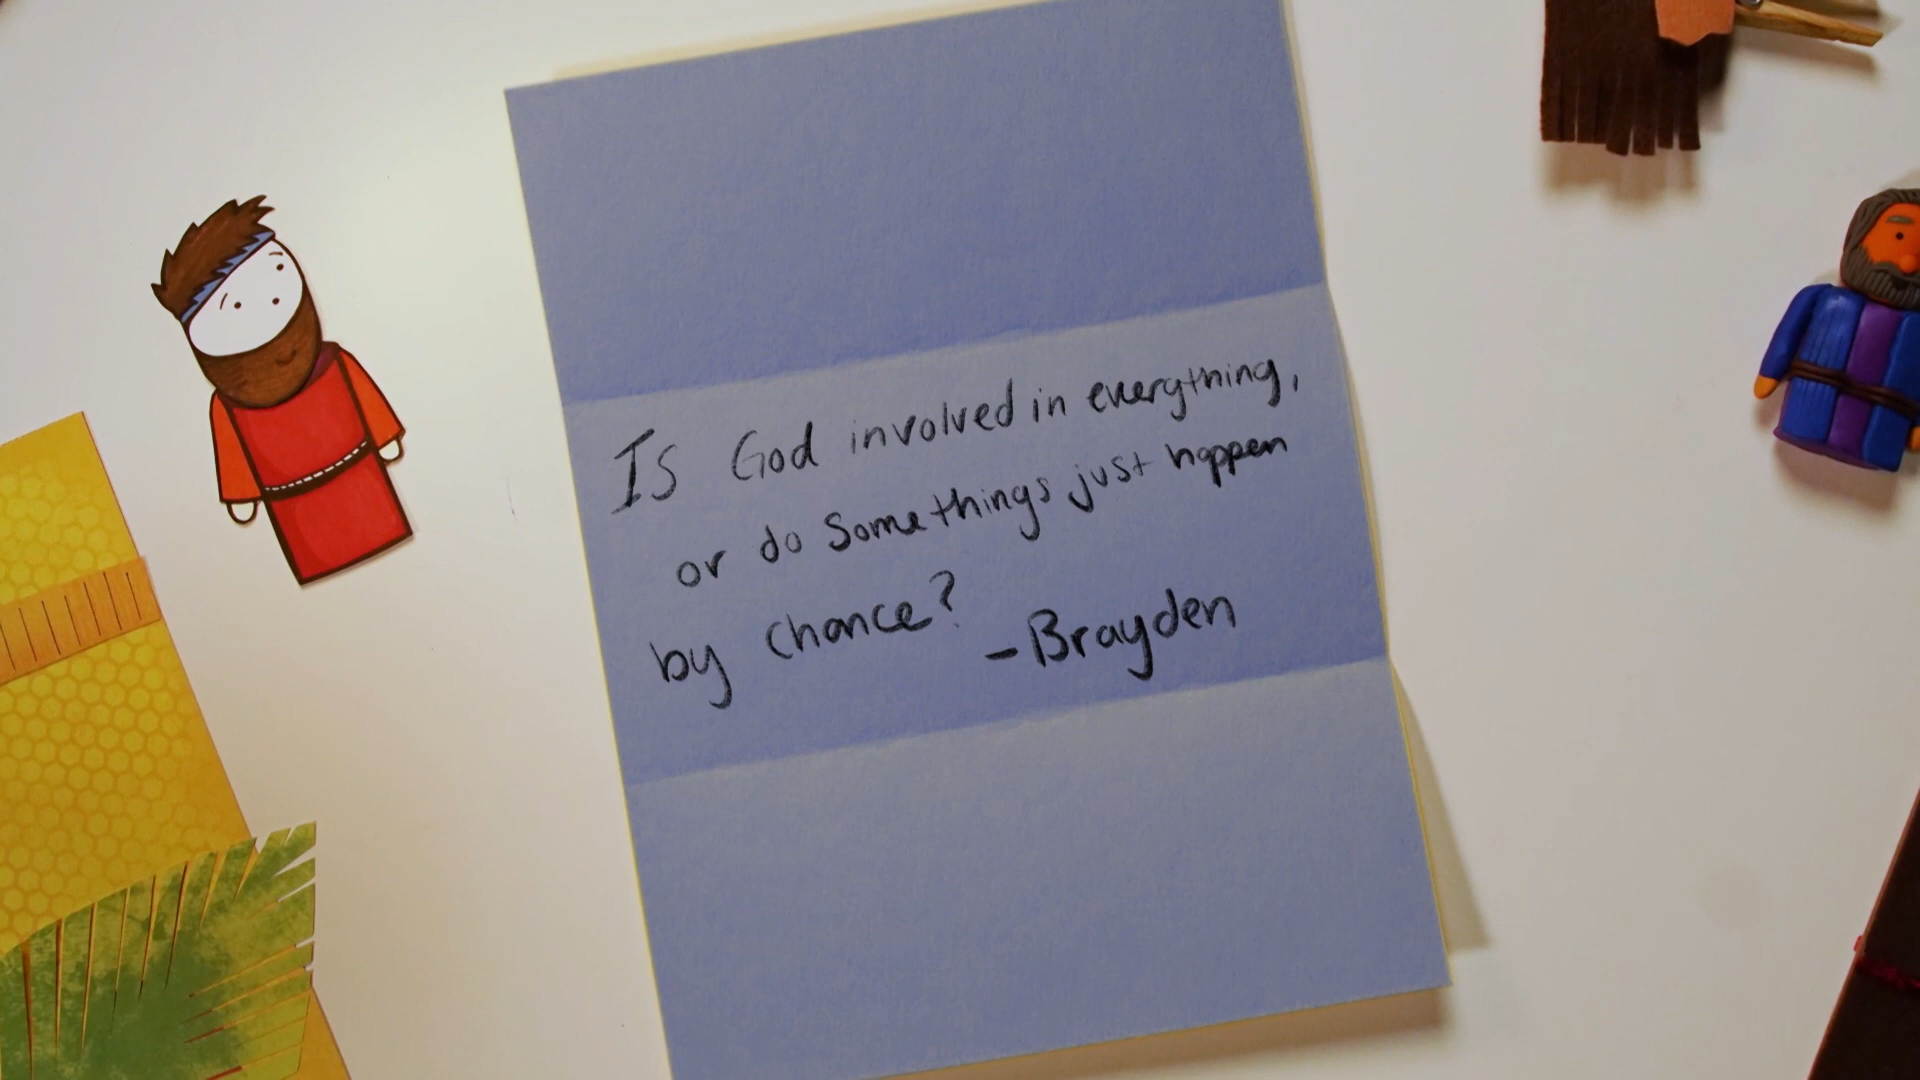 Is God involved in everything,
or do some things just happen
by chance?
-Brayden